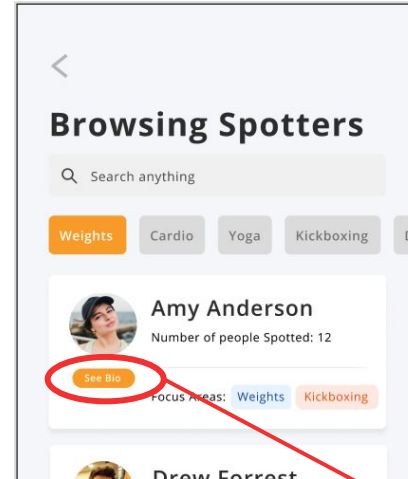 Browsing Spotters
Search anything
Weights Cardio Yoga Kickboxing
Amy Anderson
Number of people Spotted: 12
See Bio
Focus Areas: Weights Kickboxing
Drew Forrest